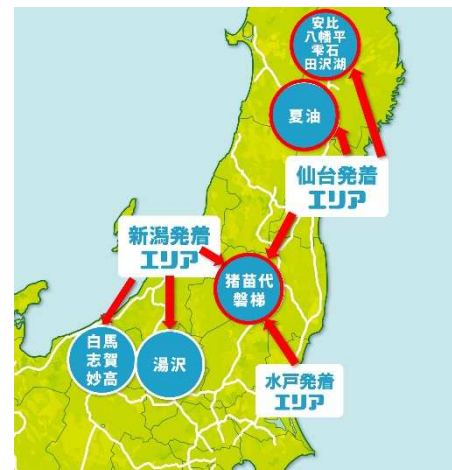 安比
八幡平
雫石
田沢湖
夏油
仙台発着
エリア
新潟発着
エリア
猪苗代
磐梯
白馬
志賀
妙高
湯沢
水戸発着
エリア